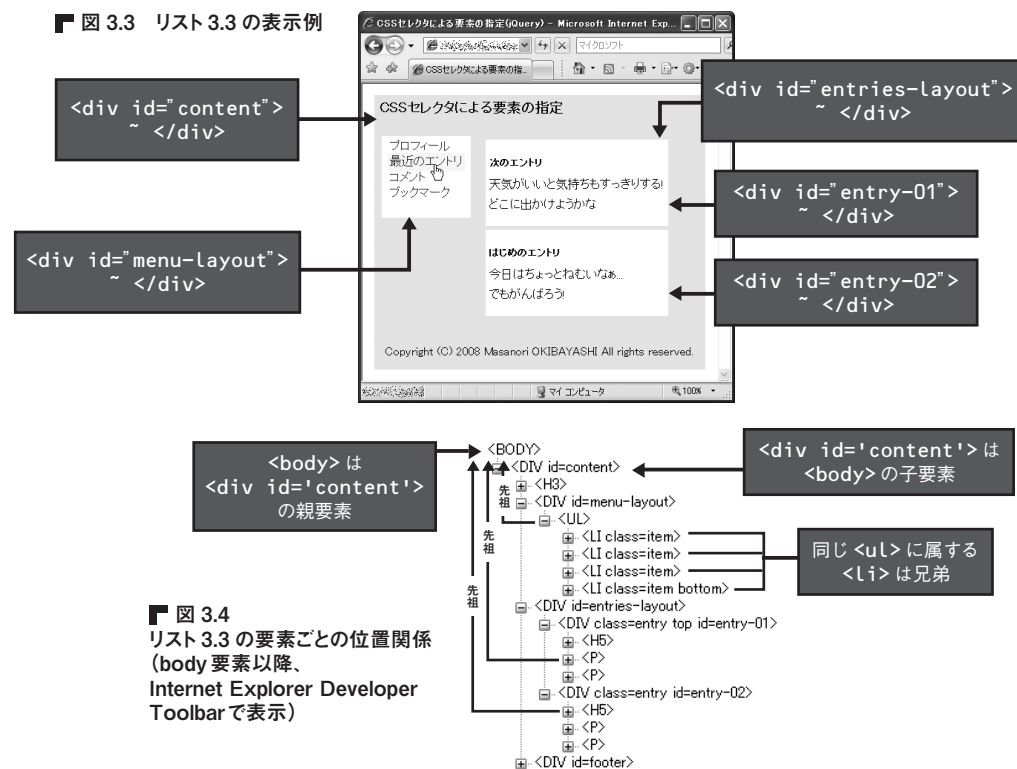 図 3.3 リスト 3.3 の表示例
CSSセレクタによる要素の指定(jQuery) - Microsoft Internet Exp...
マイクロソフト
CSSセレクタによる要素の指...
<div id="content">
~ </div>
<div id="entries-layout">
~ </div>
CSSセレクタによる要素の指定
プロフィール
最近のエントリ
コメント
ブックマーク
次のエントリ
天気がいいと気持ちもすっきりする!
どこに出かけようかな
<div id="entry-01">
~ </div>
<div id="menu-layout">
~ </div>
はじめのエントリ
今日はちょっとねむいなぁ...
でもがんばろう!
<div id="entry-02">
~ </div>
Copyright (C) 2008 Masanori OKIBAYASHI All rights reserved.
マイ コンピュータ
100%
<body> は
<div id='content'>
の親要素
<div id='content'> は
<body> の子要素
同じ <ul> に属する
<li> は兄弟
先祖
先祖
先祖
<BODY>
<DIV id=content>
<H3>
<DIV id=menu-layout>
<UL>
<LI class=item>
<LI class=item>
<LI class=item>
<LI class=item bottom>
<DIV id=entries-layout>
<DIV class=entry top id=entry-01>
<H5>
<P>
<P>
<DIV class=entry id=entry-02>
<H5>
<P>
<P>
<DIV id=footer>
図 3.4
リスト 3.3 の要素ごとの位置関係
(body 要素以降、
Internet Explorer Developer
Toolbar で表示)